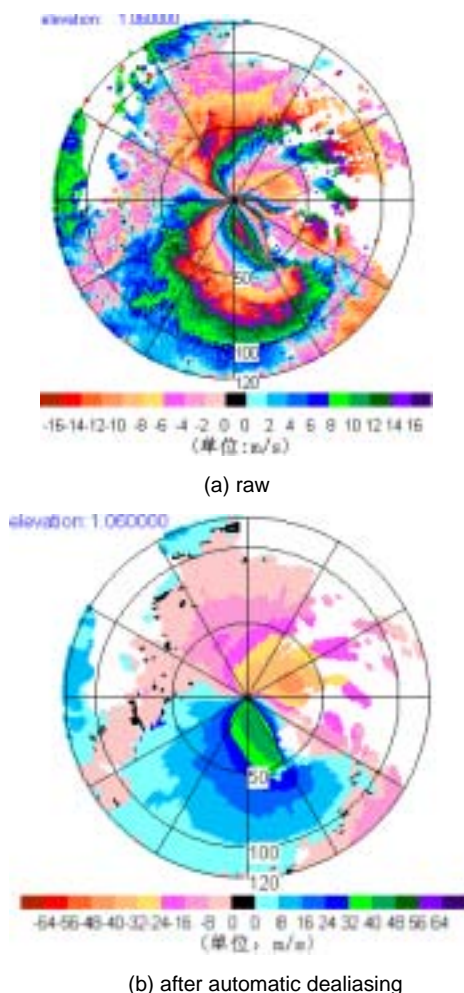 elevation: 1.060000
50
100
120
-16-14-12-10 -8 -6 -4 -2 0 0 2 4 6 8 10 12 14 16
(单位:m/s)
(a) raw
elevation: 1.060000
50
100
120
-64-56-48-40-32-24-16 -8 0 0 8 16 24 32 40 48 56 64
(单位: m/s)
(b) after automatic dealiasing